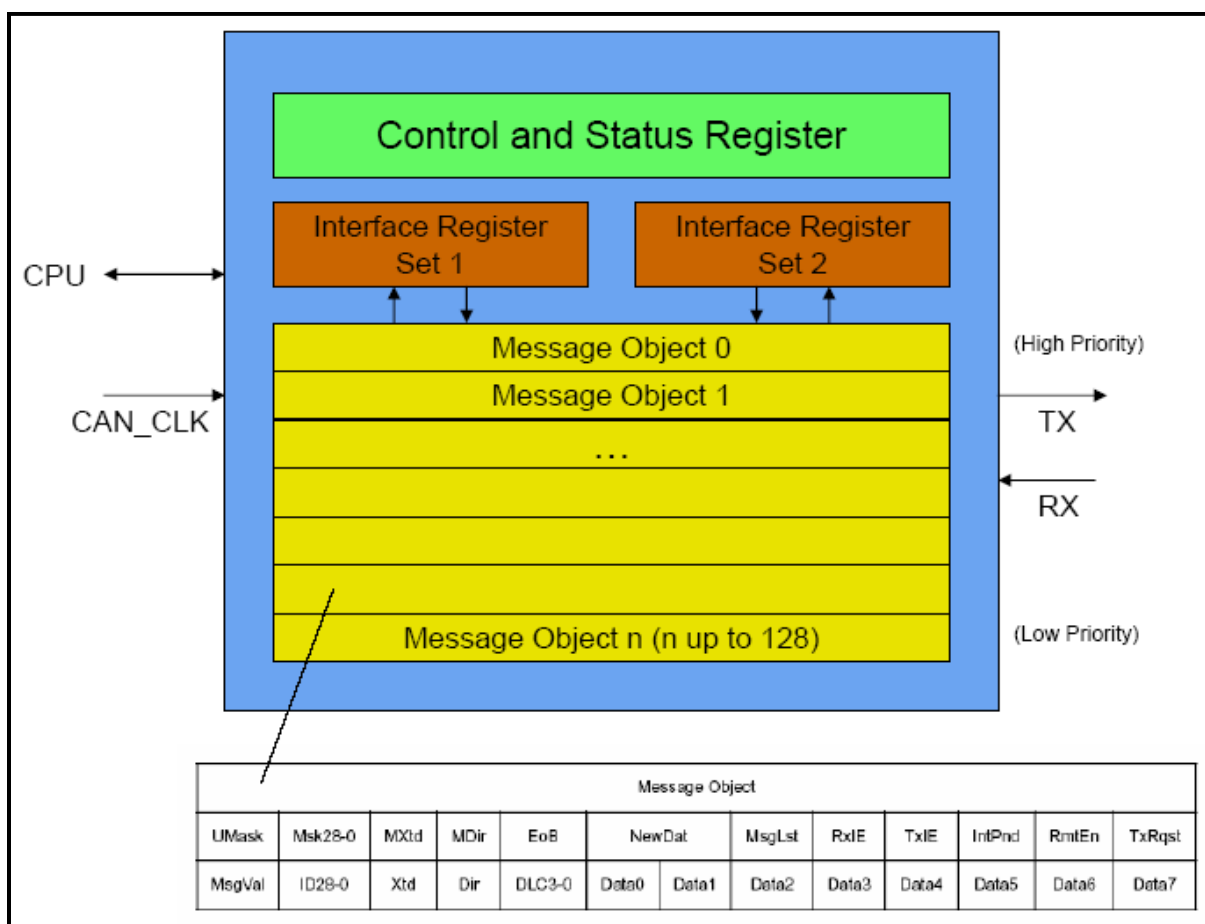 Control and Status Register
Interface Register
Set 1
Interface Register
Set 2
CPU
Message Object 0
(High Priority)
Message Object 1
CAN_CLK
TX
...
RX
Message Object n (n up to 128)
(Low Priority)
Message Object
UMask Msk28-0 MXtd MDir EoB NewDat MsgLst RxIE TxIE IntPnd RmtEn TxRqst
MsgVal ID28-0 Xtd Dir DLC3-0 Data0 Data1 Data2 Data3 Data4 Data5 Data6 Data7